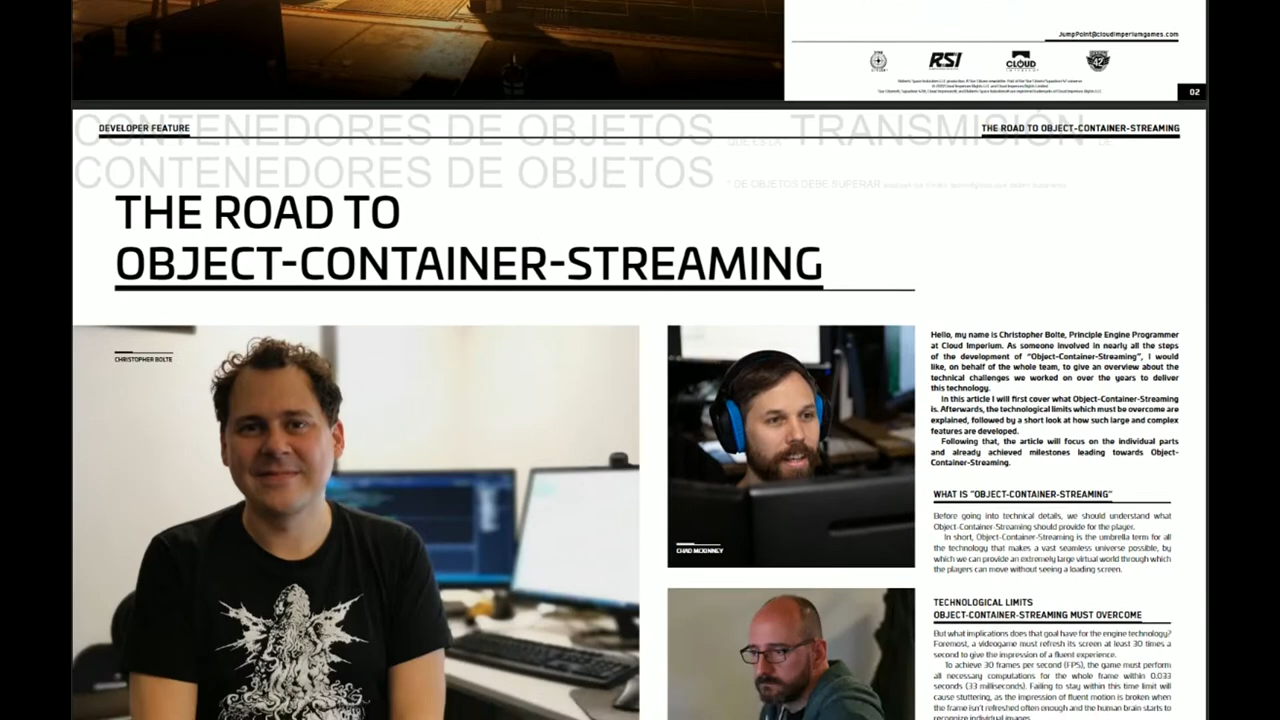 JumpPoint@cloudimperiumgames.com
RSI
CLOUD
42
02
DEVELOPER FEATURE
THE ROAD TO OBJECT-CONTAINER-STREAMING
CONTENEDORES DE OBJETOS
TRANSMISIÓN
CONTENEDORES DE OBJETOS
DE OBJETOS DEBE SUPERAR
THE ROAD TO
OBJECT-CONTAINER-STREAMING
CHRISTOPHER BOLTE
CHAD MCKINNEY
Hello, my name is Christopher Bolte, Principle Engine Programmer
at Cloud Imperium. As someone involved in nearly all the steps
of the development of "Object-Container-Streaming", I would
like, on behalf of the whole team, to give an overview about the
technical challenges we worked on over the years to deliver
this technology.
In this article I will first cover what Object-Container-Streaming
is. Afterwards, the technological limits which must be overcome are
explained, followed by a short look at how such large and complex
features are developed.
Following that, the article will focus on the individual parts
and already achieved milestones leading towards Object-
Container-Streaming.
WHAT IS "OBJECT-CONTAINER-STREAMING"
Before going into technical details, we should understand what
Object-Container-Streaming should provide for the player.
In short, Object-Container-Streaming is the umbrella term for all
the technology that makes a vast seamless universe possible, by
which we can provide an extremely large virtual world through which
the players can move without seeing a loading screen.
TECHNOLOGICAL LIMITS
OBJECT-CONTAINER-STREAMING MUST OVERCOME
But what implications does that goal have for the engine technology?
Foremost, a videogame must refresh its screen at least 30 times a
second to give the impression of a fluent experience.
To achieve 30 frames per second (FPS), the game must perform
all necessary computations for the whole frame within 0.033
seconds (33 milliseconds). Failing to stay within this time limit will
cause stuttering, as the impression of fluent motion is broken when
the frame isn't refreshed often enough and the human brain starts to
recognize individual images.